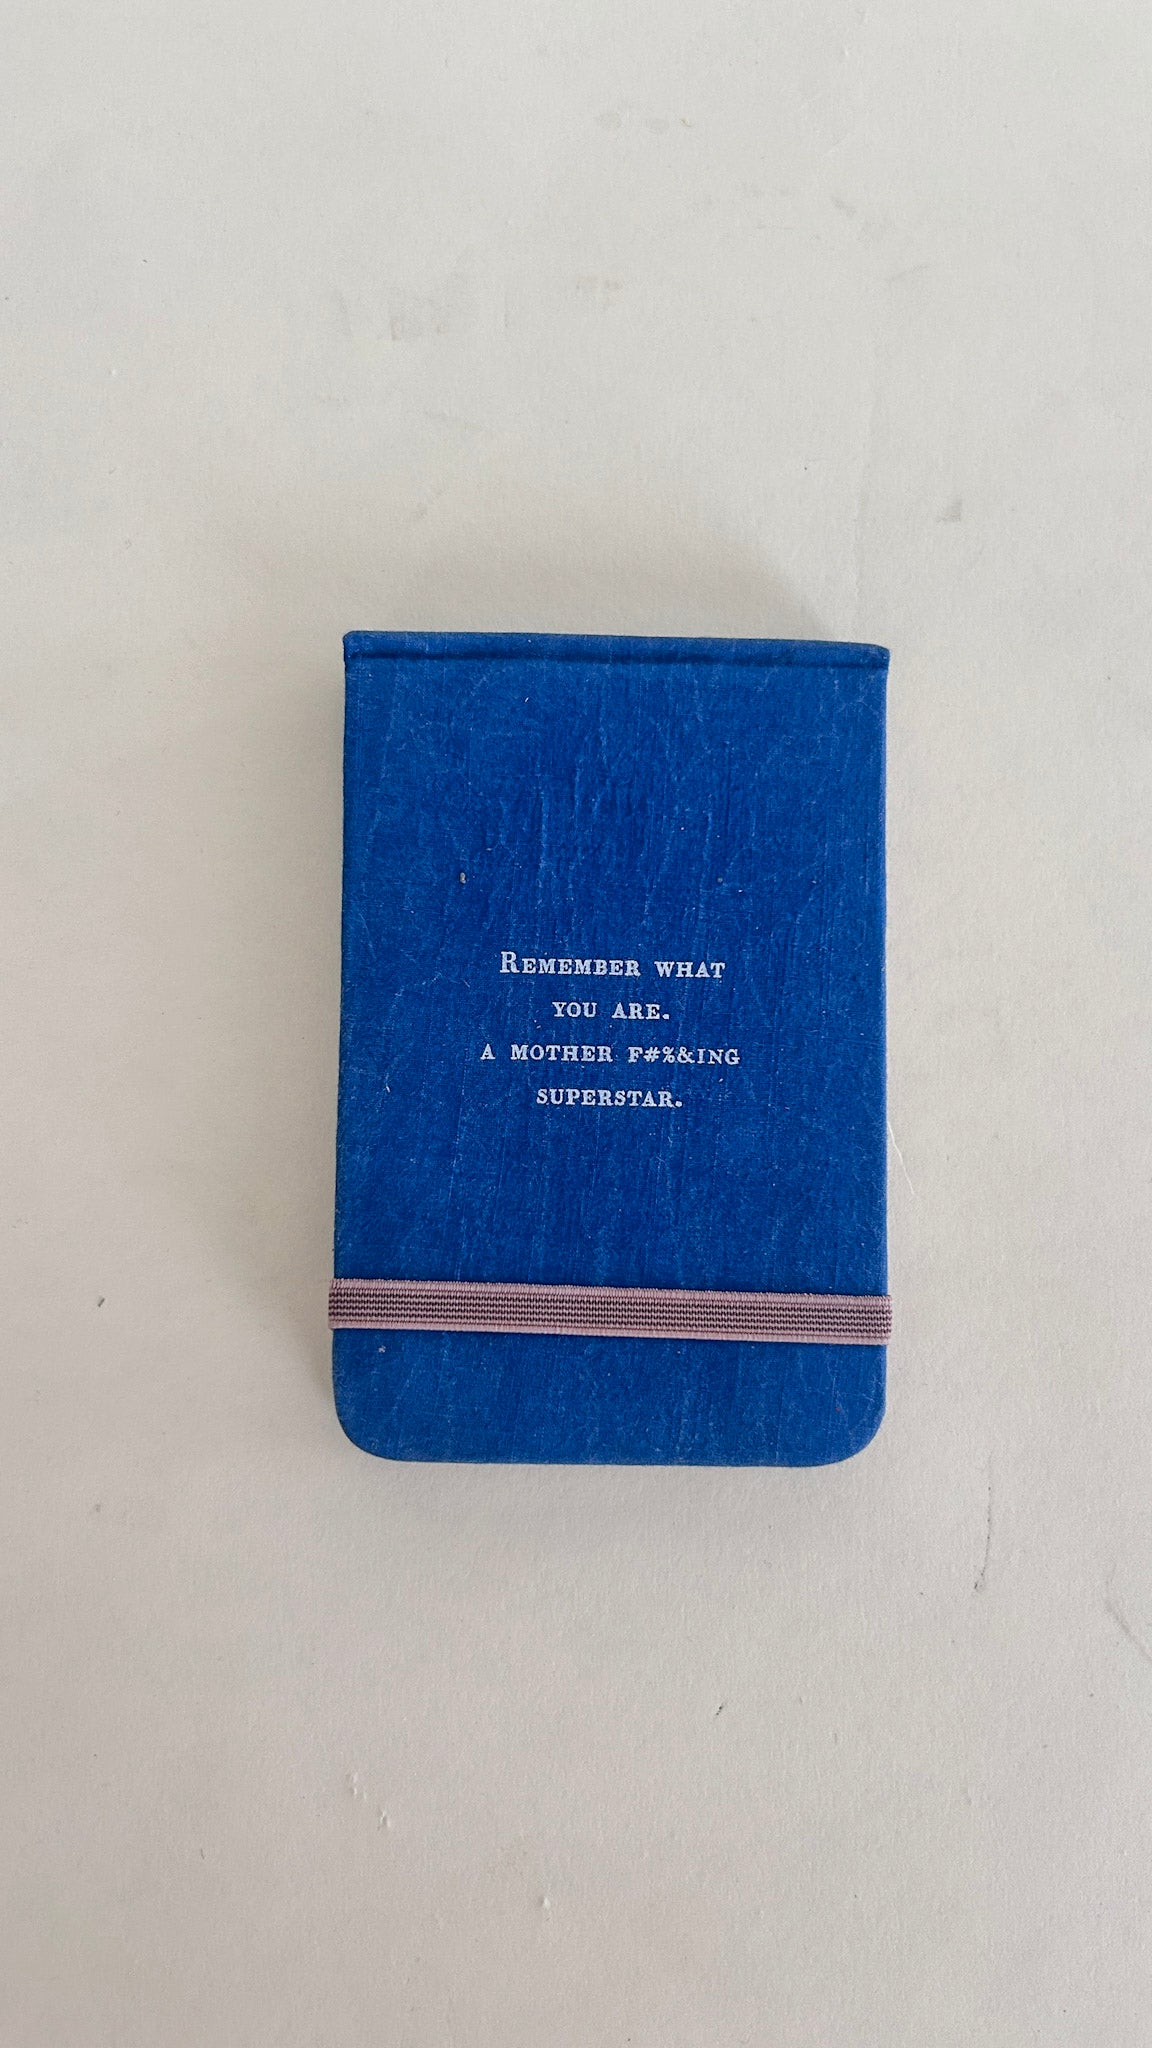 Remember what
you are.
a mother f#%&ing
superstar.